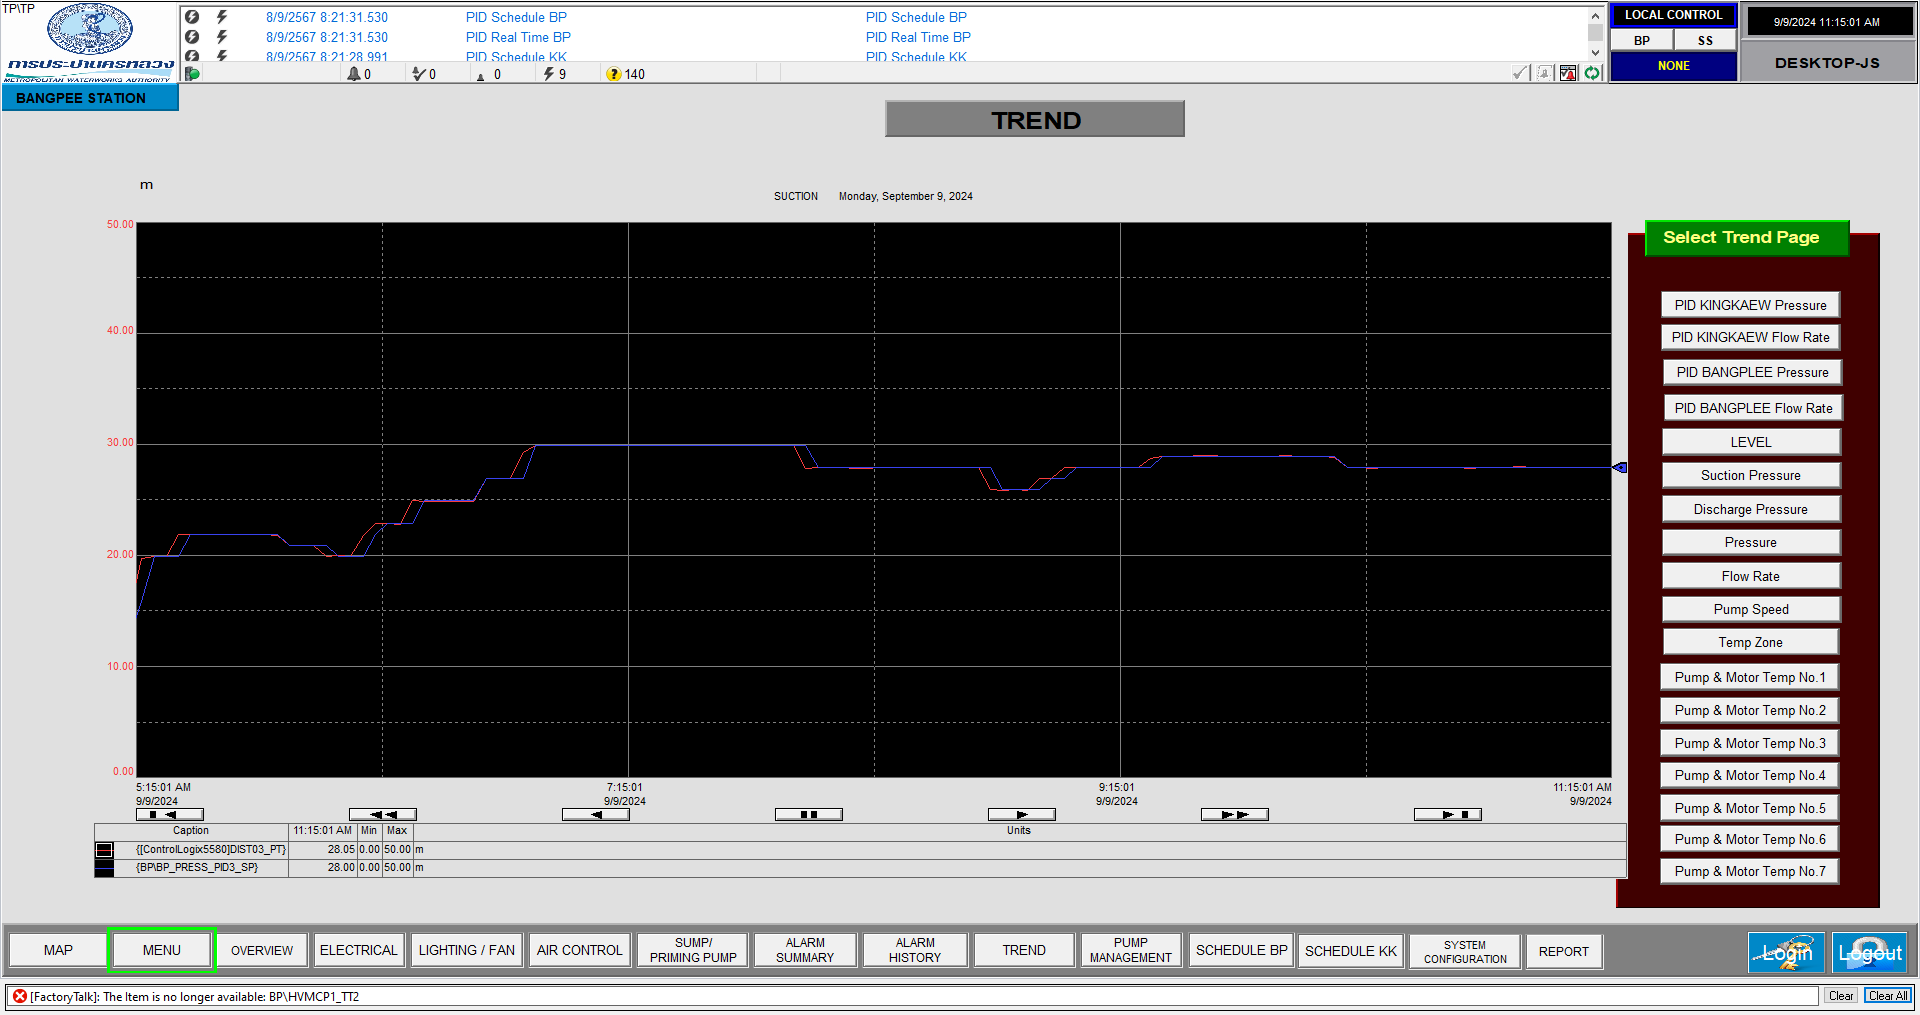 TP\TP
การประปานครหลวง
METROPOLITAN WATERWORKS AUTHORITY
8/9/2567 8:21:31.530 PID Schedule BP PID Schedule BP
8/9/2567 8:21:31.530 PID Real Time BP PID Real Time BP
8/9/2567 8:21:28.991 PID Schedule KK PID Schedule KK
0 0 0 9 140
LOCAL CONTROL
BP SS
NONE
9/9/2024 11:15:01 AM
DESKTOP-JS
BANGPEE STATION
TREND
m
SUCTION Monday, September 9, 2024
50.00
40.00
30.00
20.00
10.00
0.00
5:15:01 AM 7:15:01 9:15:01 11:15:01 AM
9/9/2024 9/9/2024 9/9/2024 9/9/2024
Caption 11:15:01 AM Min Max Units
{[ControlLogix5580]DIST03_PT} 28.05 0.00 50.00 m
{BP\BP_PRESS_PID3_SP} 28.00 0.00 50.00 m
Select Trend Page
PID KINGKAEW Pressure
PID KINGKAEW Flow Rate
PID BANGPLEE Pressure
PID BANGPLEE Flow Rate
LEVEL
Suction Pressure
Discharge Pressure
Pressure
Flow Rate
Pump Speed
Temp Zone
Pump & Motor Temp No.1
Pump & Motor Temp No.2
Pump & Motor Temp No.3
Pump & Motor Temp No.4
Pump & Motor Temp No.5
Pump & Motor Temp No.6
Pump & Motor Temp No.7
MAP
MENU
OVERVIEW
ELECTRICAL
LIGHTING / FAN
AIR CONTROL
SUMP/
PRIMING PUMP
ALARM
SUMMARY
ALARM
HISTORY
TREND
PUMP
MANAGEMENT
SCHEDULE BP
SCHEDULE KK
SYSTEM
CONFIGURATION
REPORT
Login
Logout
[FactoryTalk]: The Item is no longer available: BP\HVMCP1_TT2
Clear
Clear All